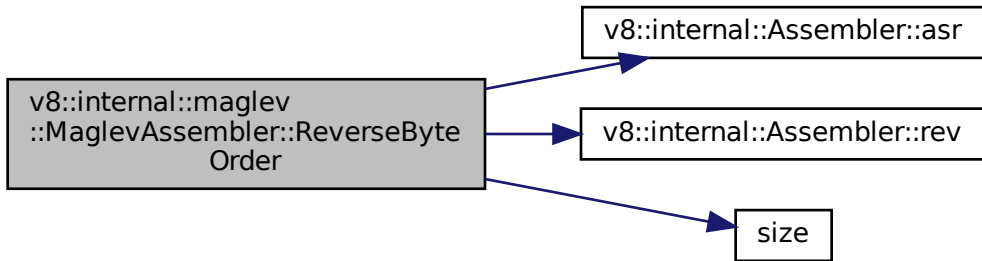 v8::internal::Assembler::asr
v8::internal::maglev
::MaglevAssembler::ReverseByte
Order
v8::internal::Assembler::rev
size